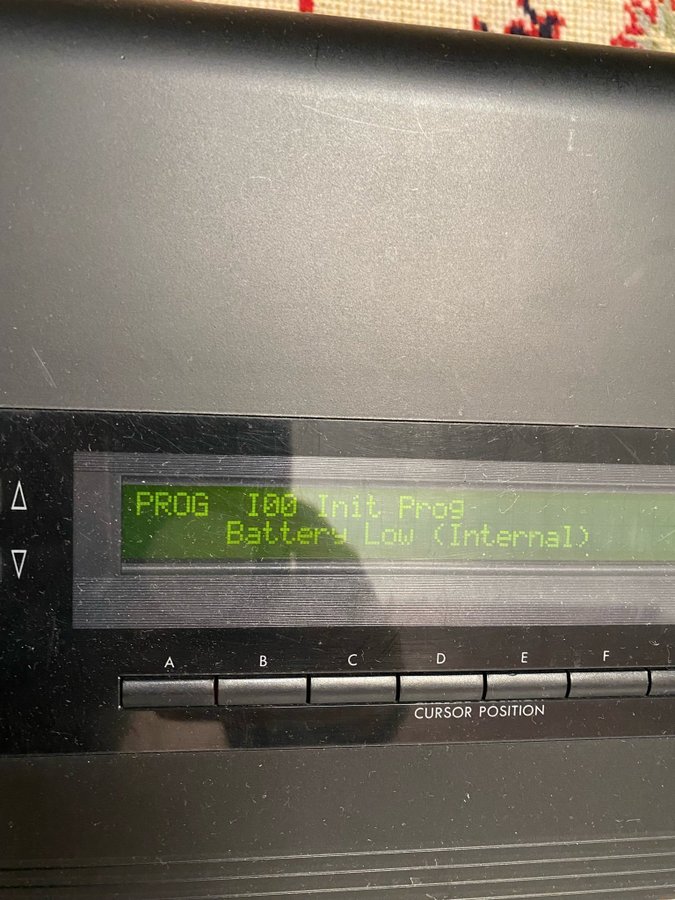 PROG I00 Init Prog
Battery Low (Internal)
A B C D E F
CURSOR POSITION